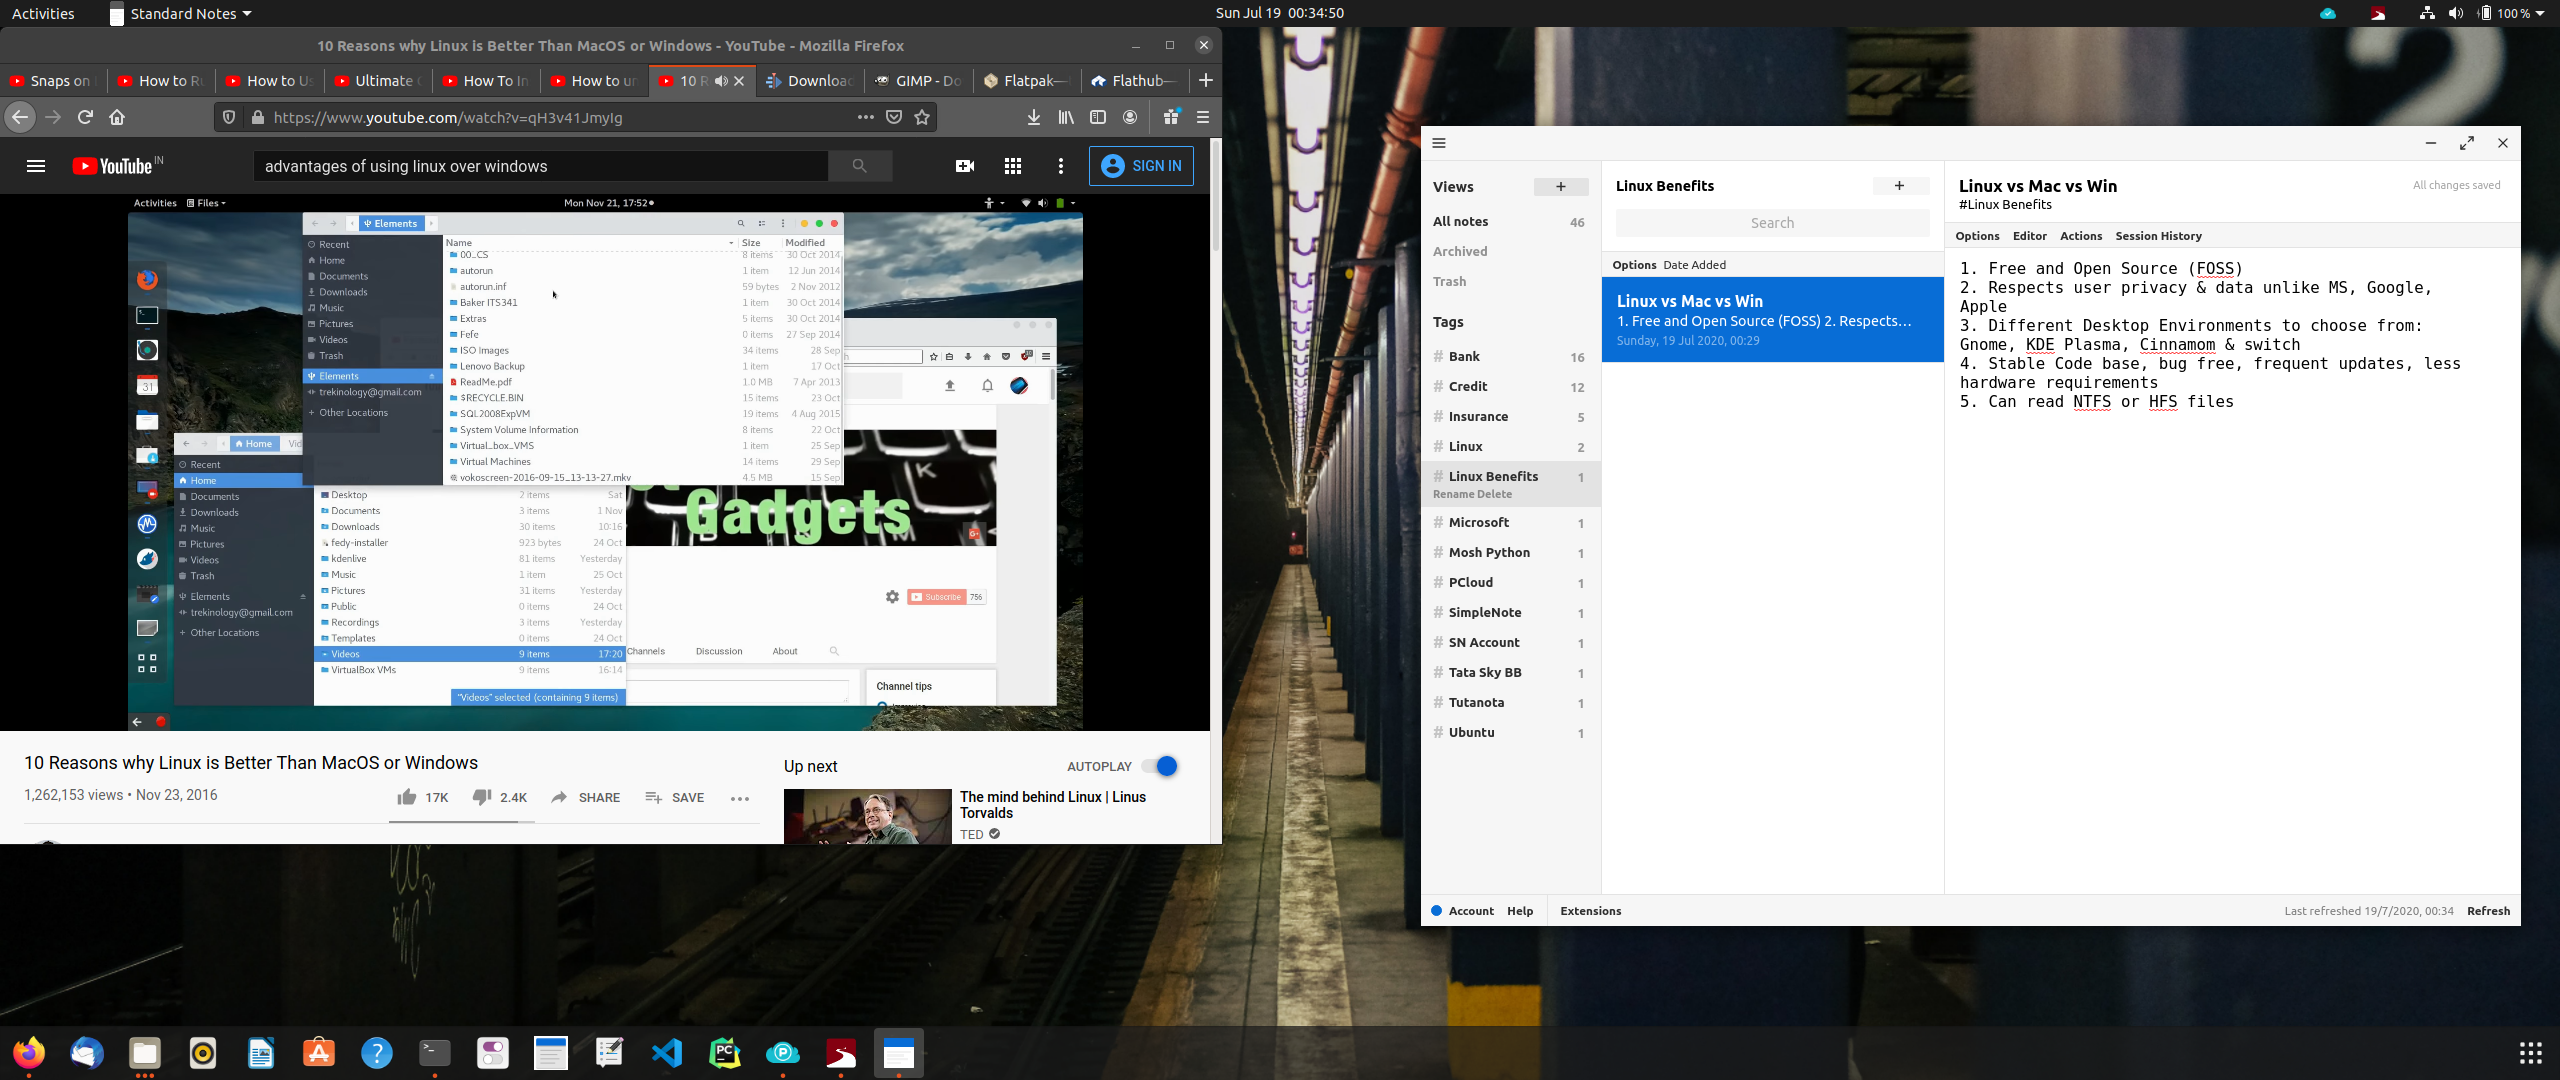 Activities
Standard Notes
Sun Jul 19 00:34:50
100 %
10 Reasons why Linux is Better Than MacOS or Windows - YouTube - Mozilla Firefox
Snaps on
How to Ru
How to Us
Ultimate
How To In
How to un
10 R
Download
GIMP - Do
Flatpak—
Flathub—
https://www.youtube.com/watch?v=qH3v41JmyIg
YouTube IN
advantages of using linux over windows
SIGN IN
Activities
Files
Mon Nov 21, 17:52
Elements
Name Size Modified
Recent
Home
Documents
Downloads
Music
Pictures
Videos
Trash
Elements
trekinology@gmail.com
Other Locations
00_CS 8 items 30 Oct 2014
autorun 1 item 12 Jun 2014
autorun.inf 59 bytes 2 Nov 2012
Baker ITS341 1 item 30 Oct 2014
Extras 5 items 30 Oct 2014
Fefe 0 items 27 Sep 2014
ISO Images 34 items 28 Sep
Lenovo Backup 1 item 17 Oct
ReadMe.pdf 1.0 MB 7 Apr 2013
$RECYCLE.BIN 15 items 23 Oct
SQL2008ExpVM 19 items 4 Aug 2015
System Volume Information 8 items 22 Oct
Virtual_box_VMS 1 item 25 Sep
Virtual Machines 14 items 29 Sep
vokoscreen-2016-09-15_13-13-27.mkv 4.5 MB 15 Sep
31
Home
Vid
Recent
Home
Documents
Downloads
Music
Pictures
Videos
Trash
Elements
trekinology@gmail.com
Other Locations
Desktop 2 items Sat
Documents 3 items 1 Nov
Downloads 30 items 10:16
fedy-installer 923 bytes 24 Oct
kdenlive 81 items Yesterday
Music 1 item 25 Oct
Pictures 31 items Yesterday
Public 0 items 24 Oct
Recordings 3 items Yesterday
Templates 0 items 24 Oct
Videos 9 items 17:20
VirtualBox VMs 9 items 16:14
"Videos" selected (containing 9 items)
K
Gadgets
G+
Subscribe 756
Channels Discussion About
Channel tips
10 Reasons why Linux is Better Than MacOS or Windows
1,262,153 views • Nov 23, 2016
17K
2.4K
SHARE
SAVE
Up next
AUTOPLAY
The mind behind Linux | Linus
Torvalds
TED
Views
All notes 46
Archived
Trash
Tags
# Bank 16
# Credit 12
# Insurance 5
# Linux 2
# Linux Benefits 1
Rename Delete
# Microsoft 1
# Mosh Python 1
# PCloud 1
# SimpleNote 1
# SN Account 1
# Tata Sky BB 1
# Tutanota 1
# Ubuntu 1
Linux Benefits
Search
Options Date Added
Linux vs Mac vs Win
1. Free and Open Source (FOSS) 2. Respects…
Sunday, 19 Jul 2020, 00:29
Linux vs Mac vs Win
All changes saved
#Linux Benefits
Options Editor Actions Session History
1. Free and Open Source (FOSS)
2. Respects user privacy & data unlike MS, Google,
Apple
3. Different Desktop Environments to choose from:
Gnome, KDE Plasma, Cinnamom & switch
4. Stable Code base, bug free, frequent updates, less
hardware requirements
5. Can read NTFS or HFS files
Account Help Extensions
Last refreshed 19/7/2020, 00:34 Refresh
2
PC
P